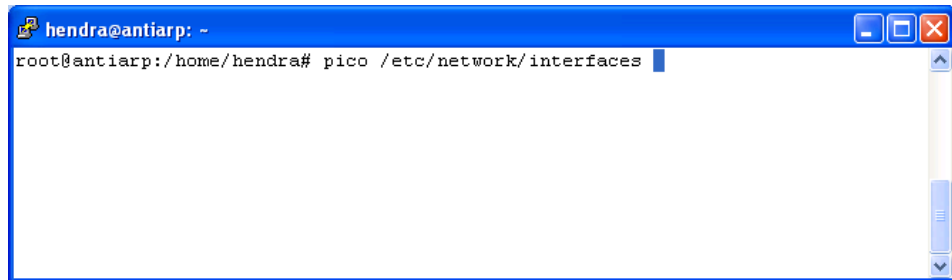 hendra@antiarp: ~
root@antiarp:/home/hendra# pico /etc/network/interfaces